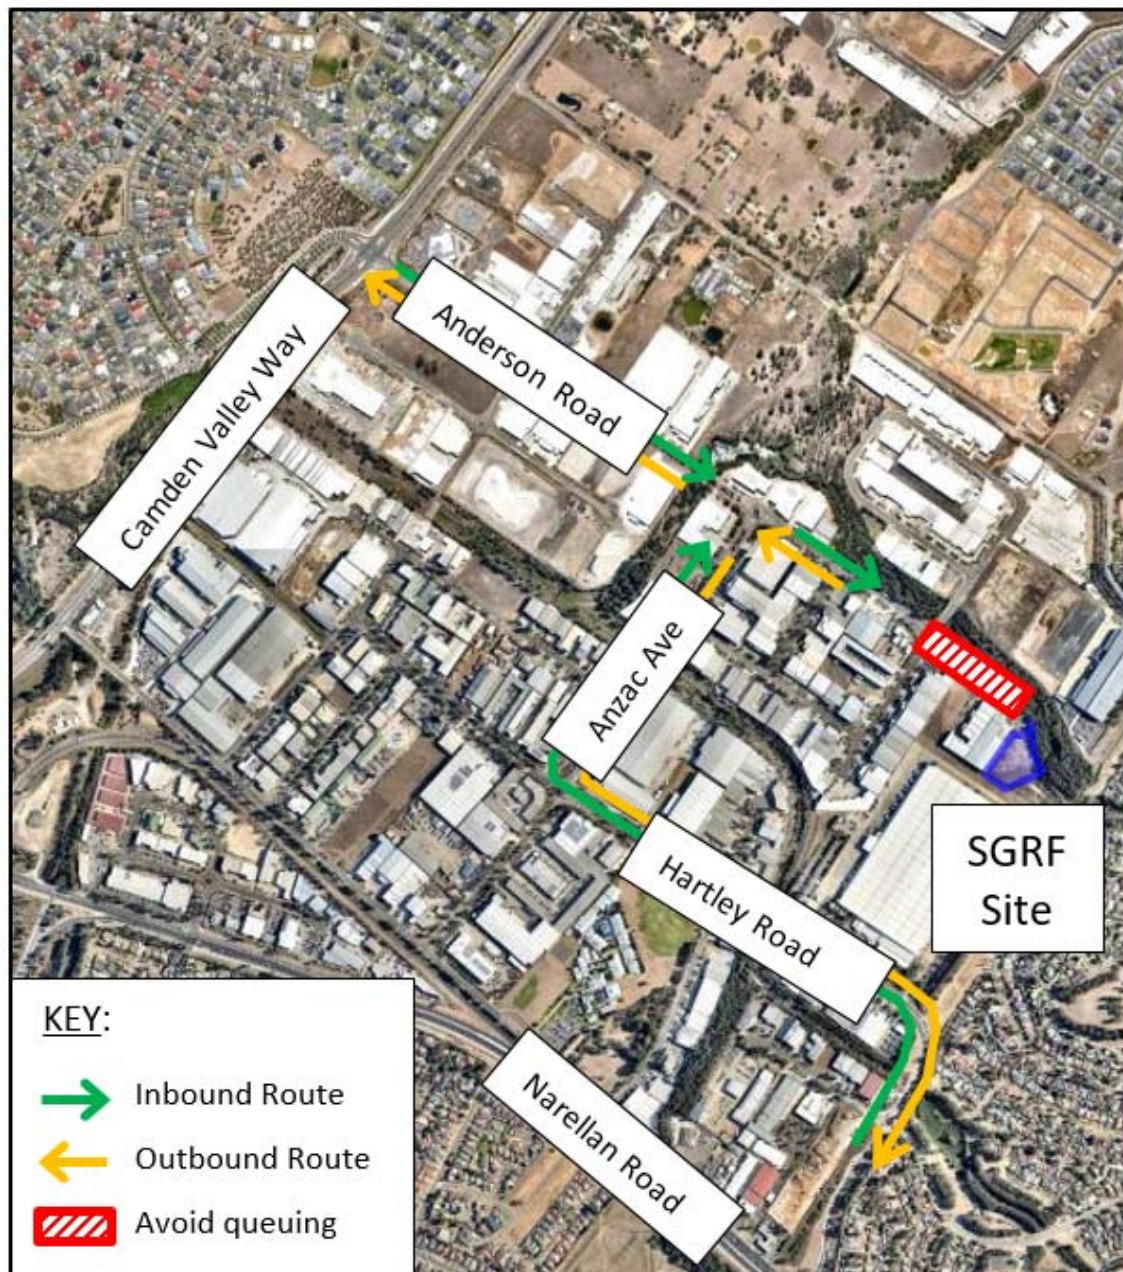 Camden Valley Way
Anderson Road
Anzac Ave
Hartley Road
SGRF
Site
Narellan Road
KEY:
Inbound Route
Outbound Route
Avoid queuing